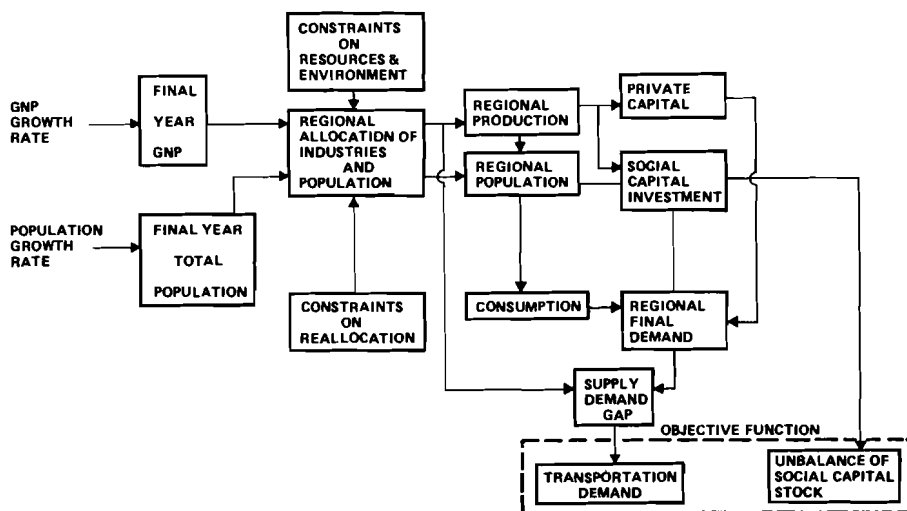 CONSTRAINTS
ON
RESOURCES &
ENVIRONMENT
GNP
GROWTH
RATE
FINAL
YEAR
GNP
REGIONAL
ALLOCATION OF
INDUSTRIES
AND
POPULATION
REGIONAL
PRODUCTION
PRIVATE
CAPITAL
REGIONAL
POPULATION
SOCIAL
CAPITAL
INVESTMENT
POPULATION
GROWTH
RATE
FINAL YEAR
TOTAL
POPULATION
CONSTRAINTS
ON
REALLOCATION
CONSUMPTION
REGIONAL
FINAL
DEMAND
SUPPLY
DEMAND
GAP
OBJECTIVE FUNCTION
TRANSPORTATION
DEMAND
UNBALANCE OF
SOCIAL CAPITAL
STOCK